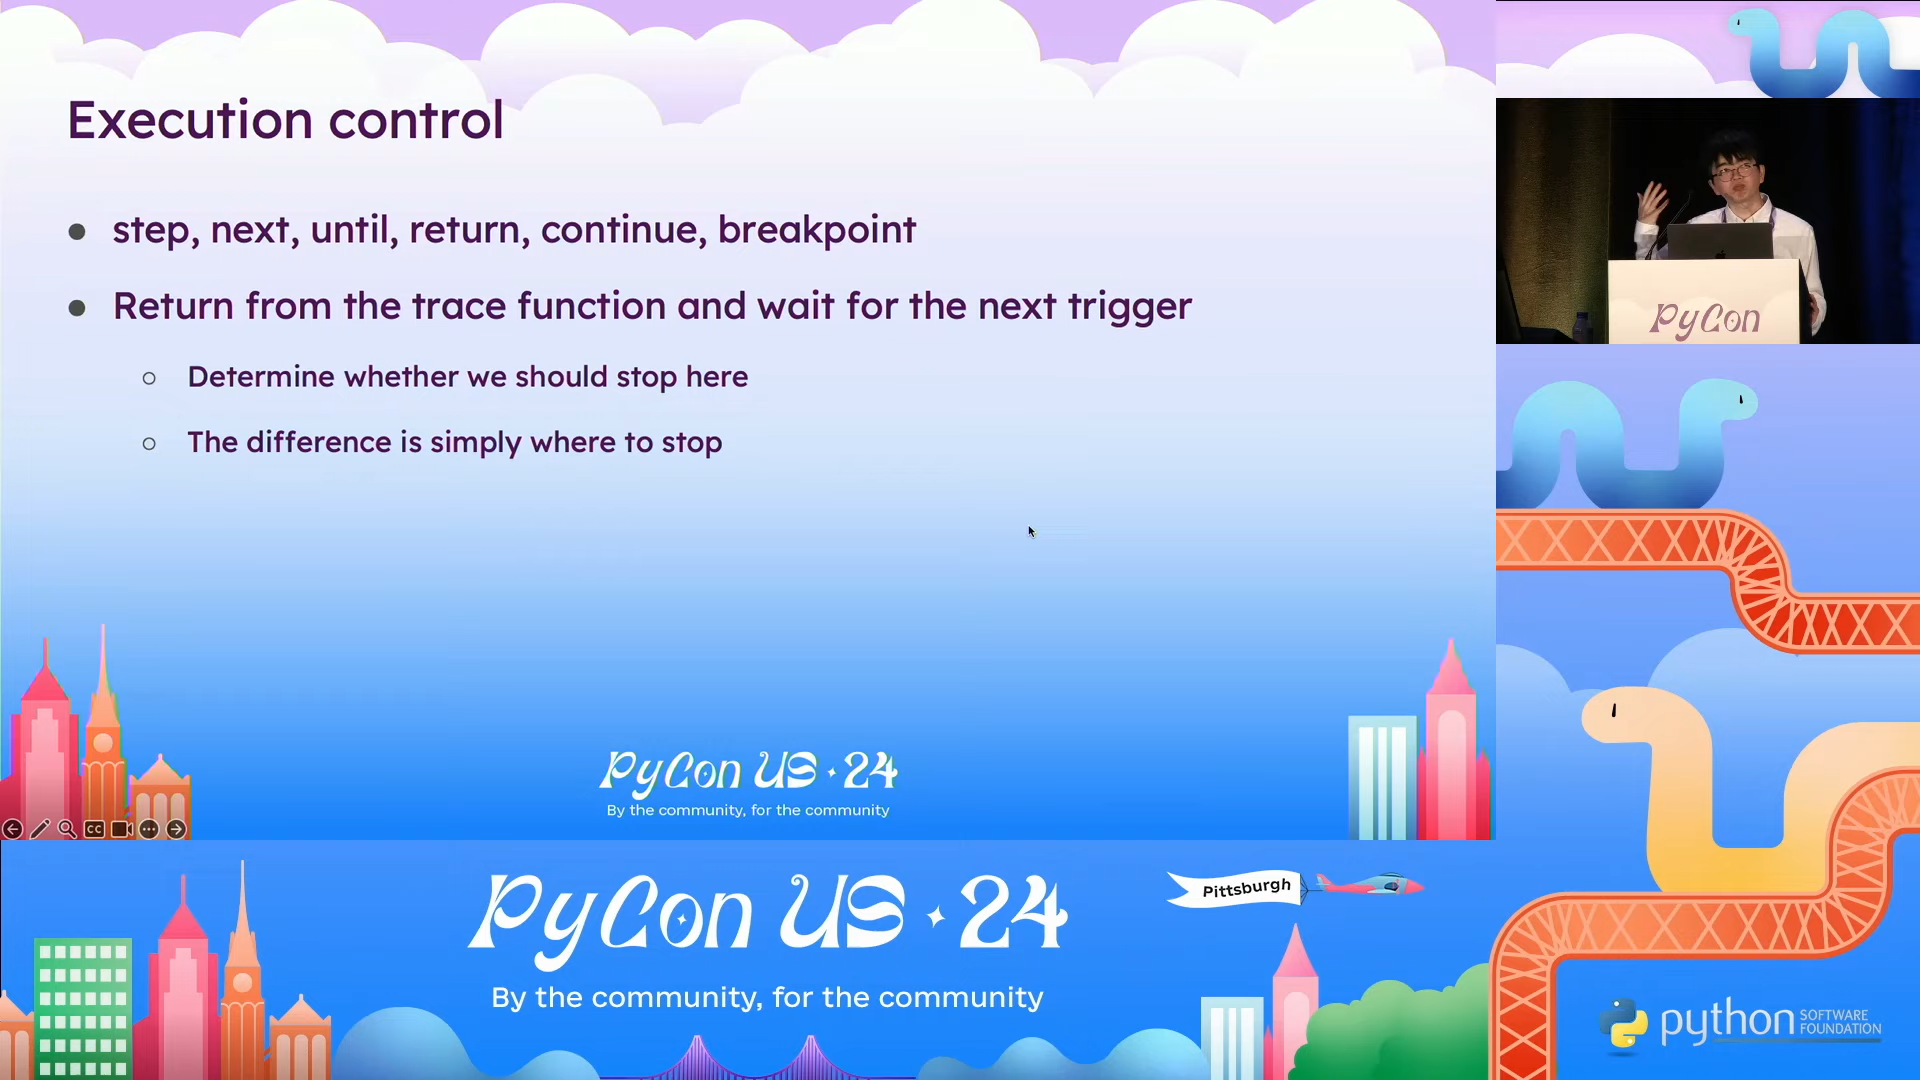 Execution control
● step, next, until, return, continue, breakpoint
● Return from the trace function and wait for the next trigger
○ Determine whether we should stop here
○ The difference is simply where to stop
PyCon US · 24
By the community, for the community
CC
PyCon
PyCon US · 24
By the community, for the community
Pittsburgh
python SOFTWARE
FOUNDATION